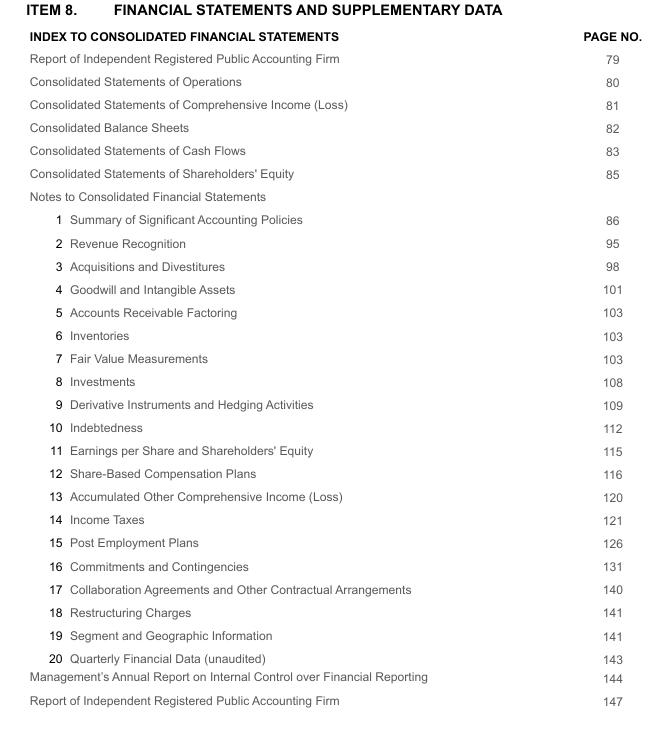 ITEM 8. FINANCIAL STATEMENTS AND SUPPLEMENTARY DATA
INDEX TO CONSOLIDATED FINANCIAL STATEMENTS PAGE NO.
Report of Independent Registered Public Accounting Firm 79
Consolidated Statements of Operations 80
Consolidated Statements of Comprehensive Income (Loss) 81
Consolidated Balance Sheets 82
Consolidated Statements of Cash Flows 83
Consolidated Statements of Shareholders' Equity 85
Notes to Consolidated Financial Statements
1 Summary of Significant Accounting Policies 86
2 Revenue Recognition 95
3 Acquisitions and Divestitures 98
4 Goodwill and Intangible Assets 101
5 Accounts Receivable Factoring 103
6 Inventories 103
7 Fair Value Measurements 103
8 Investments 108
9 Derivative Instruments and Hedging Activities 109
10 Indebtedness 112
11 Earnings per Share and Shareholders' Equity 115
12 Share-Based Compensation Plans 116
13 Accumulated Other Comprehensive Income (Loss) 120
14 Income Taxes 121
15 Post Employment Plans 126
16 Commitments and Contingencies 131
17 Collaboration Agreements and Other Contractual Arrangements 140
18 Restructuring Charges 141
19 Segment and Geographic Information 141
20 Quarterly Financial Data (unaudited) 143
Management’s Annual Report on Internal Control over Financial Reporting 144
Report of Independent Registered Public Accounting Firm 147